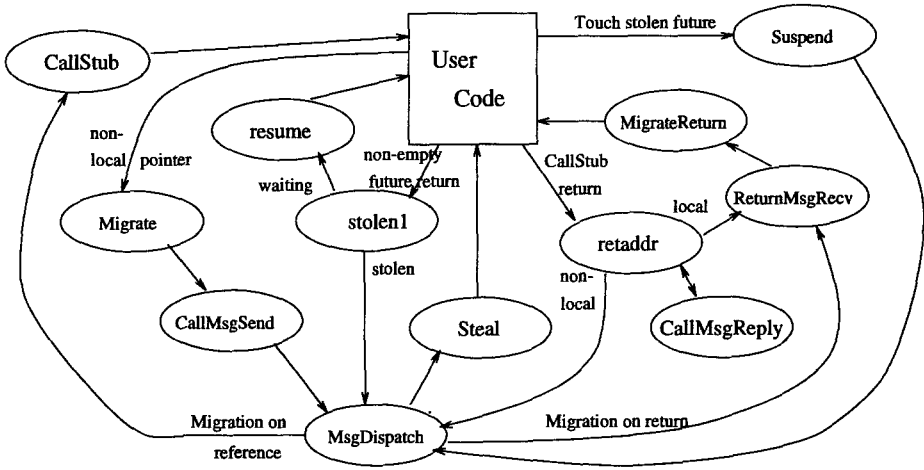 Touch stolen future
Suspend
CallStub
User
Code
resume
MigrateReturn
non-
local
pointer
non-empty
future return
CallStub
return
waiting
Migrate
stolen1
retaddr
local
ReturnMsgRecv
stolen
non-
local
CallMsgSend
Steal
CallMsgReply
Migration on
reference
MsgDispatch
Migration on return